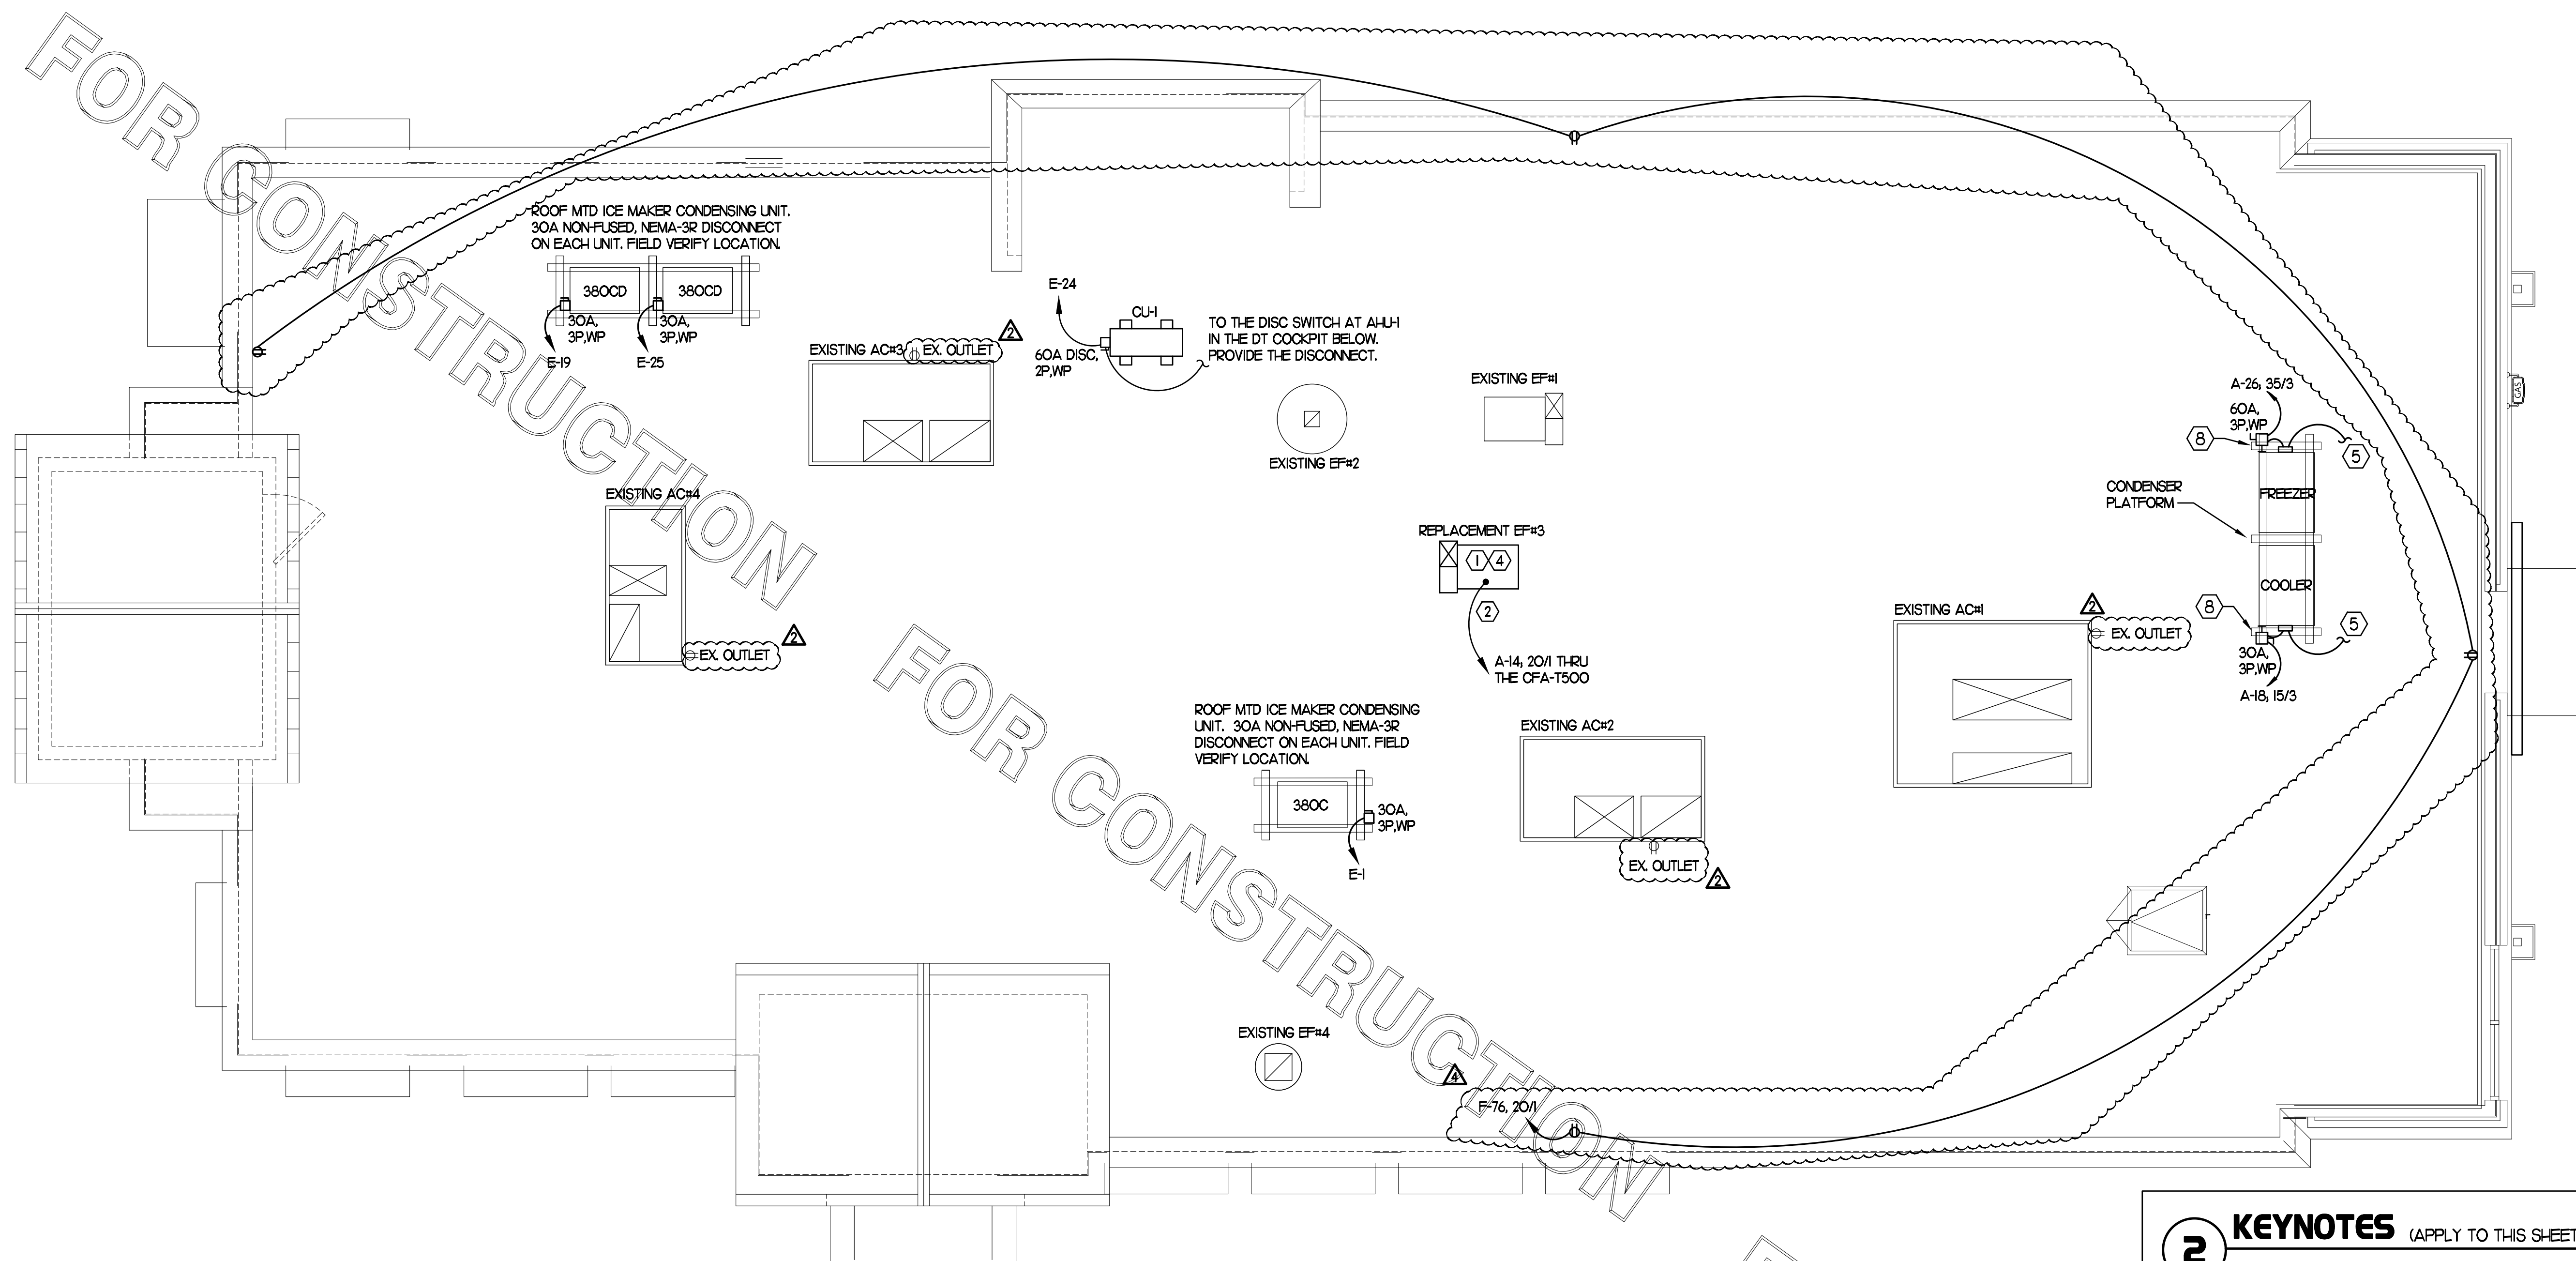 FOR CONSTRUCTION
ROOF MTD ICE MAKER CONDENSING UNIT.
30A NON-FUSED, NEMA-3R DISCONNECT
ON EACH UNIT. FIELD VERIFY LOCATION.
380CD
380CD
30A,
3P,WP
30A,
3P,WP
E-19
E-25
EXISTING AC#3
EX. OUTLET
2
E-24
CU-1
60A DISC,
2P,WP
TO THE DISC SWITCH AT AHU-1
IN THE DT COCKPIT BELOW.
PROVIDE THE DISCONNECT.
EXISTING EF#2
EXISTING EF#1
A-26, 35/3
60A,
3P,WP
8
5
GAS
FREEZER
CONDENSER
PLATFORM
COOLER
8
5
30A,
3P,WP
A-18, 15/3
EXISTING AC#4
EX. OUTLET
2
REPLACEMENT EF#3
1
4
2
A-14, 20/1 THRU
THE CFA-T500
EXISTING AC#1
2
EX. OUTLET
FOR CONSTRUCTION
ROOF MTD ICE MAKER CONDENSING
UNIT. 30A NON-FUSED, NEMA-3R
DISCONNECT ON EACH UNIT. FIELD
VERIFY LOCATION.
380C
30A,
3P,WP
E-1
EXISTING AC#2
EX. OUTLET
2
EXISTING EF#4
4
F-76, 20/1
2
KEYNOTES (APPLY TO THIS SHEET